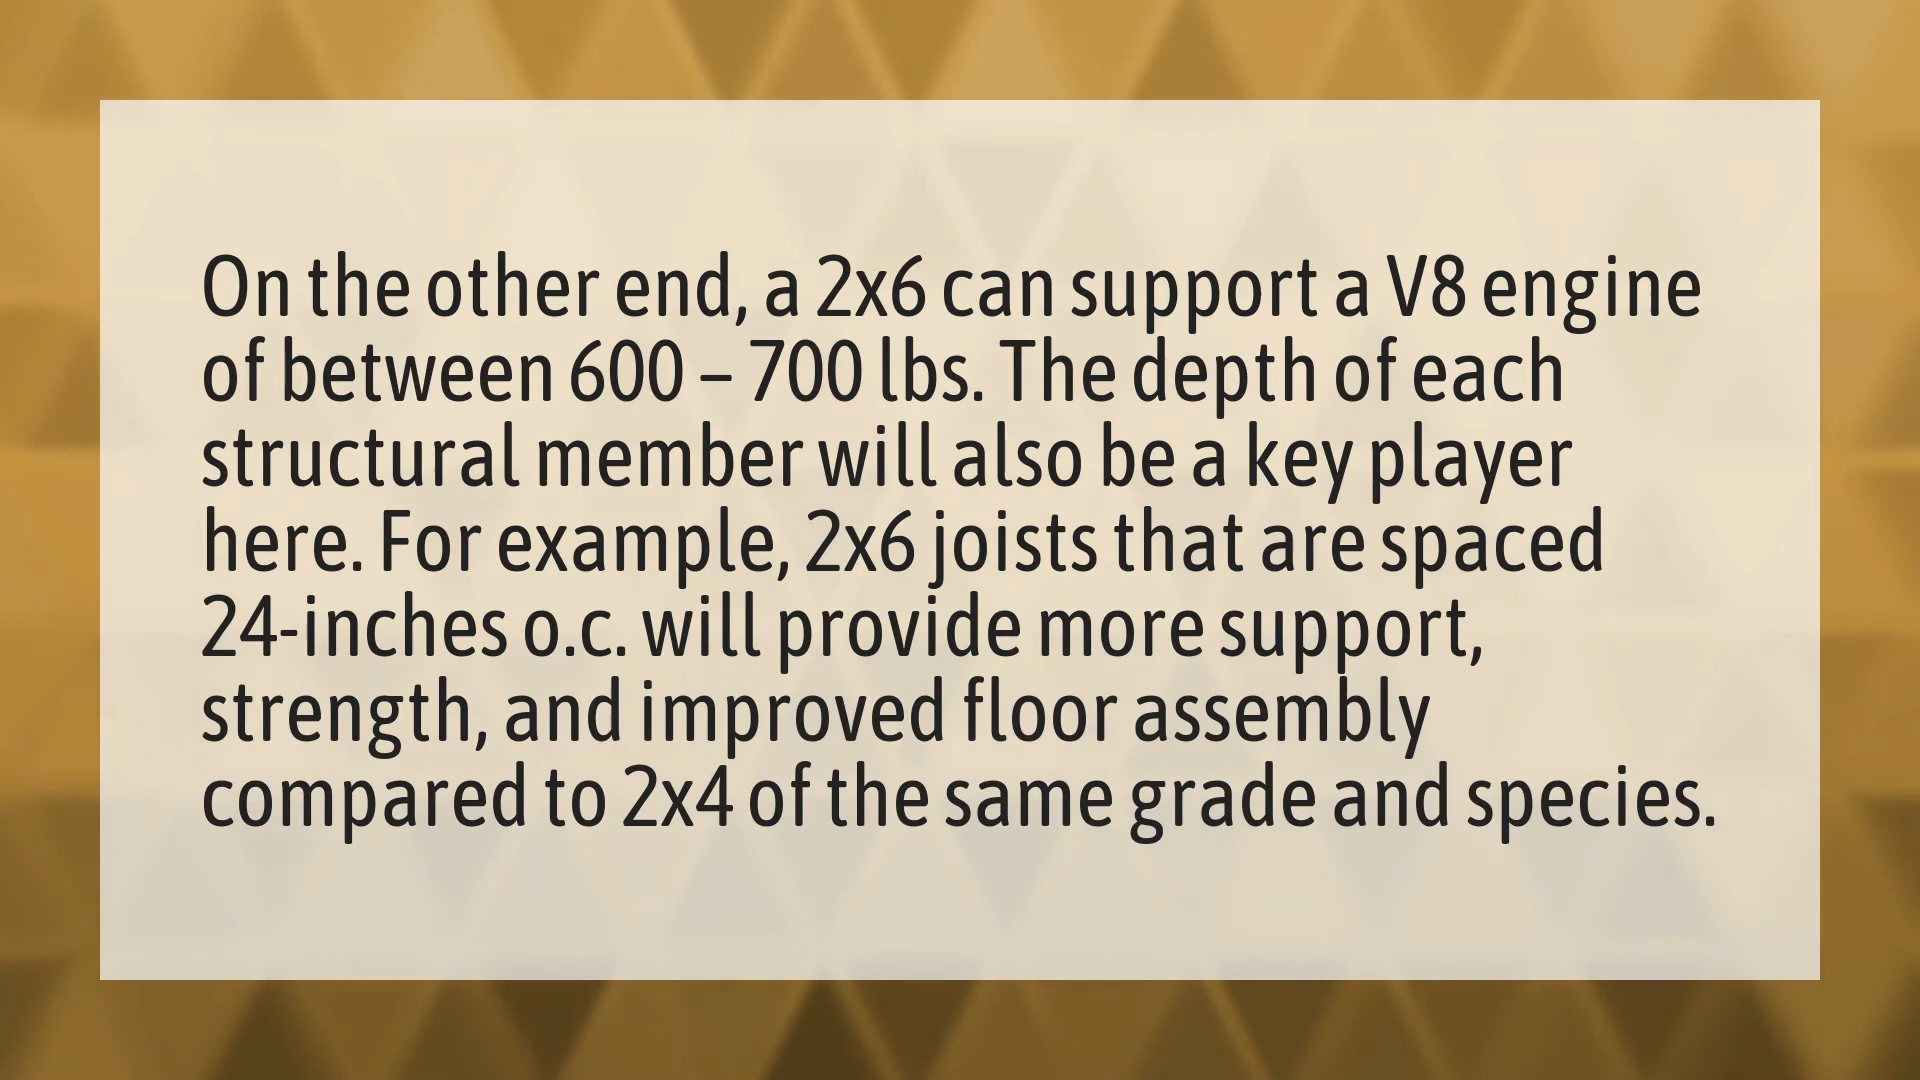 On the other end, a 2x6 can support a V8 engine
of between 600 – 700 lbs. The depth of each
structural member will also be a key player
here. For example, 2x6 joists that are spaced
24-inches o.c. will provide more support,
strength, and improved floor assembly
compared to 2x4 of the same grade and species.